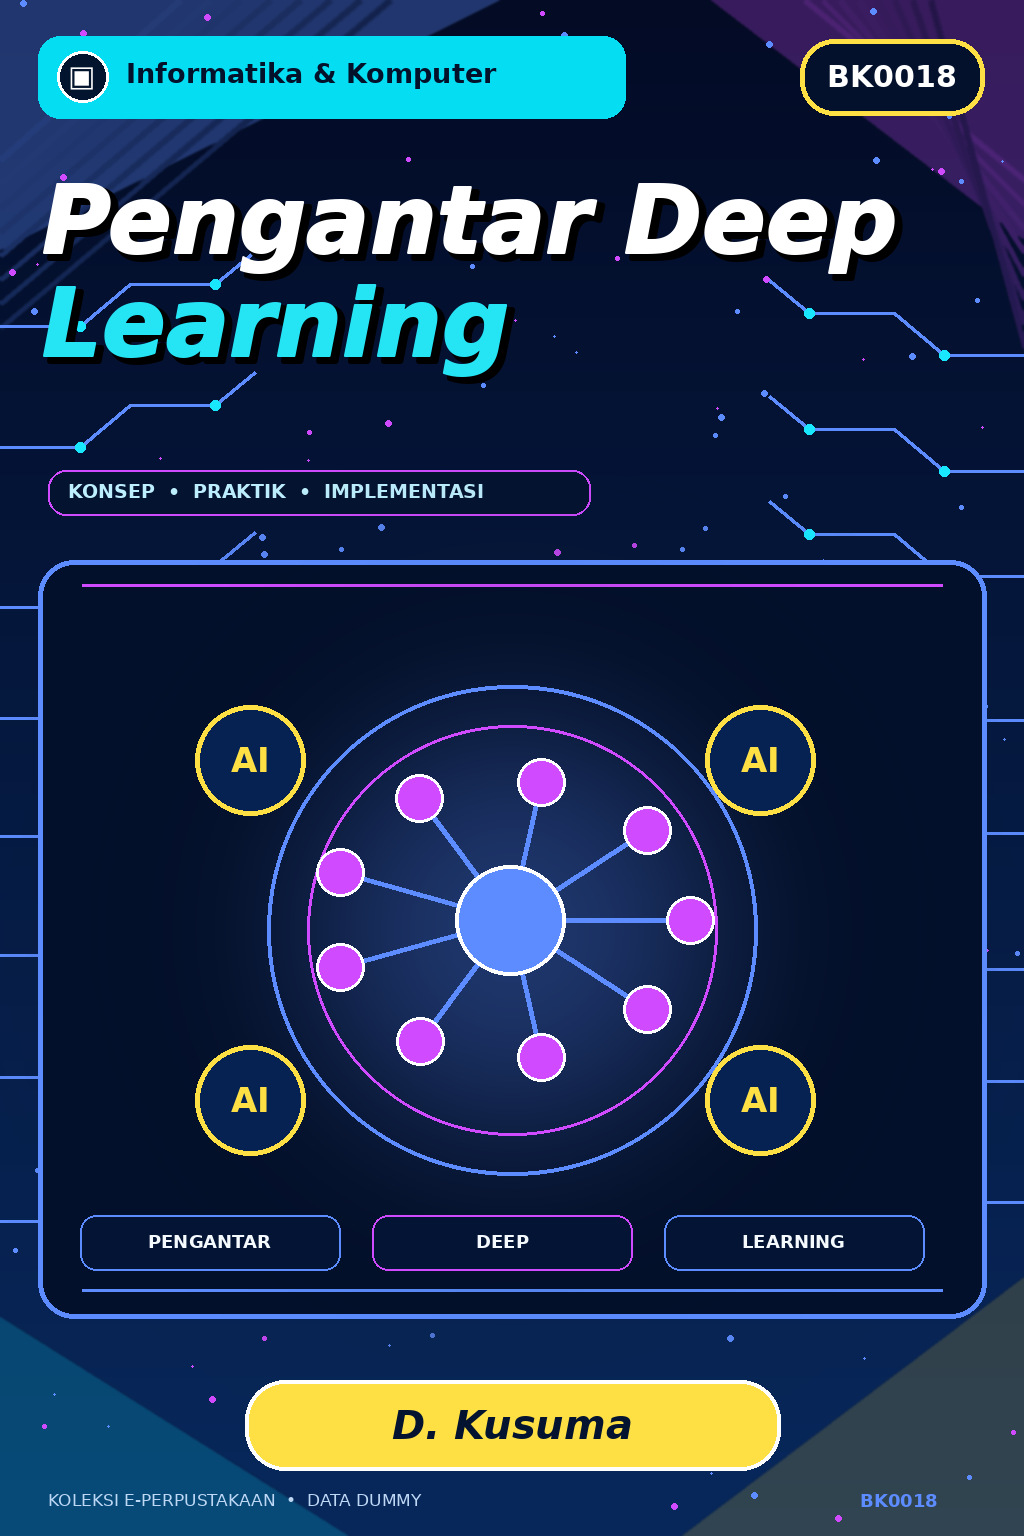 ▣ Informatika & Komputer
BK0018
Pengantar Deep
Learning
KONSEP • PRAKTIK • IMPLEMENTASI
AI
AI
AI
AI
PENGANTAR
DEEP
LEARNING
D. Kusuma
KOLEKSI E-PERPUSTAKAAN • DATA DUMMY
BK0018